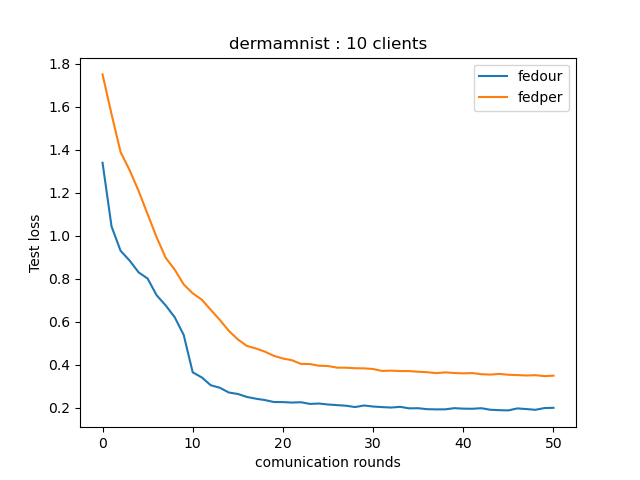 dermamnist : 10 clients
fedour
fedper
Test loss
1.8
1.6
1.4
1.2
1.0
0.8
0.6
0.4
0.2
0 10 20 30 40 50
comunication rounds